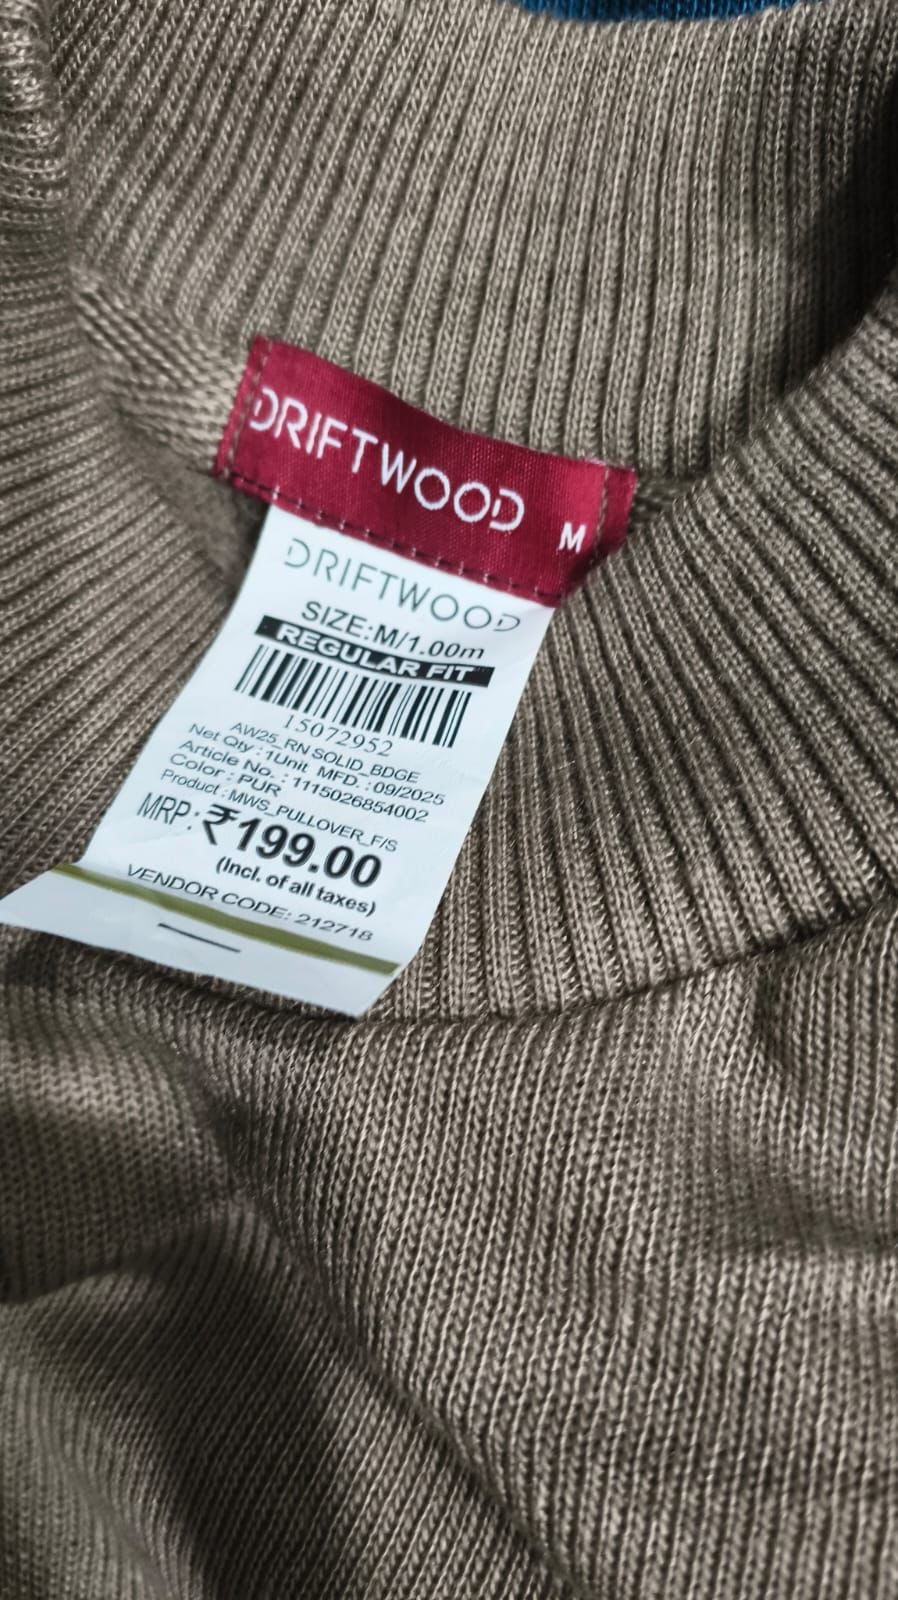 DRIFTWOOD M
DRIFTWOOD
SIZE:M/1.00m
REGULAR FIT
15072952
AW25_RN SOLID_BDGE
Net Qty : 1Unit MFD. : 09/2025
Article No. : 1115026854002
Color : PUR
Product : MWS_PULLOVER_F/S
MRP: ₹199.00
(Incl. of all taxes)
VENDOR CODE: 212718